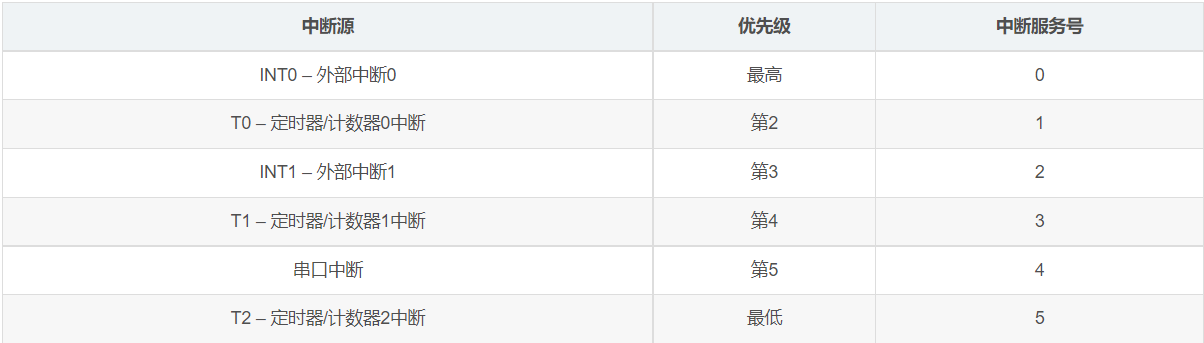 中断源 优先级 中断服务号
INT0 – 外部中断0 最高 0
T0 – 定时器/计数器0中断 第2 1
INT1 – 外部中断1 第3 2
T1 – 定时器/计数器1中断 第4 3
串口中断 第5 4
T2 – 定时器/计数器2中断 最低 5